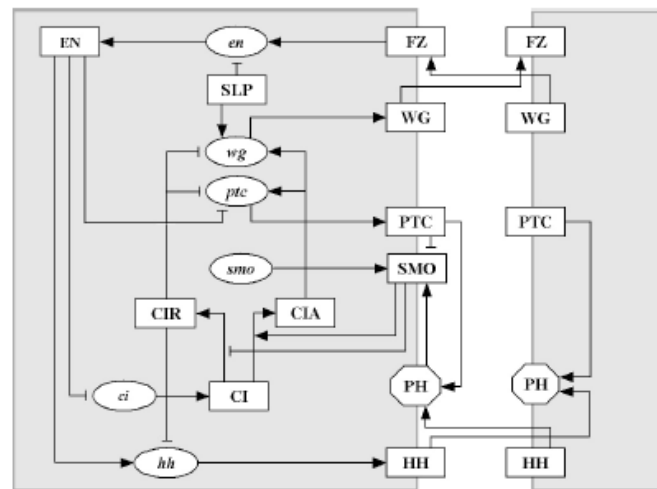 EN
en
FZ
FZ
SLP
WG
WG
wg
ptc
PTC
PTC
smo
SMO
CIR
CIA
ci
CI
PH
PH
hh
HH
HH